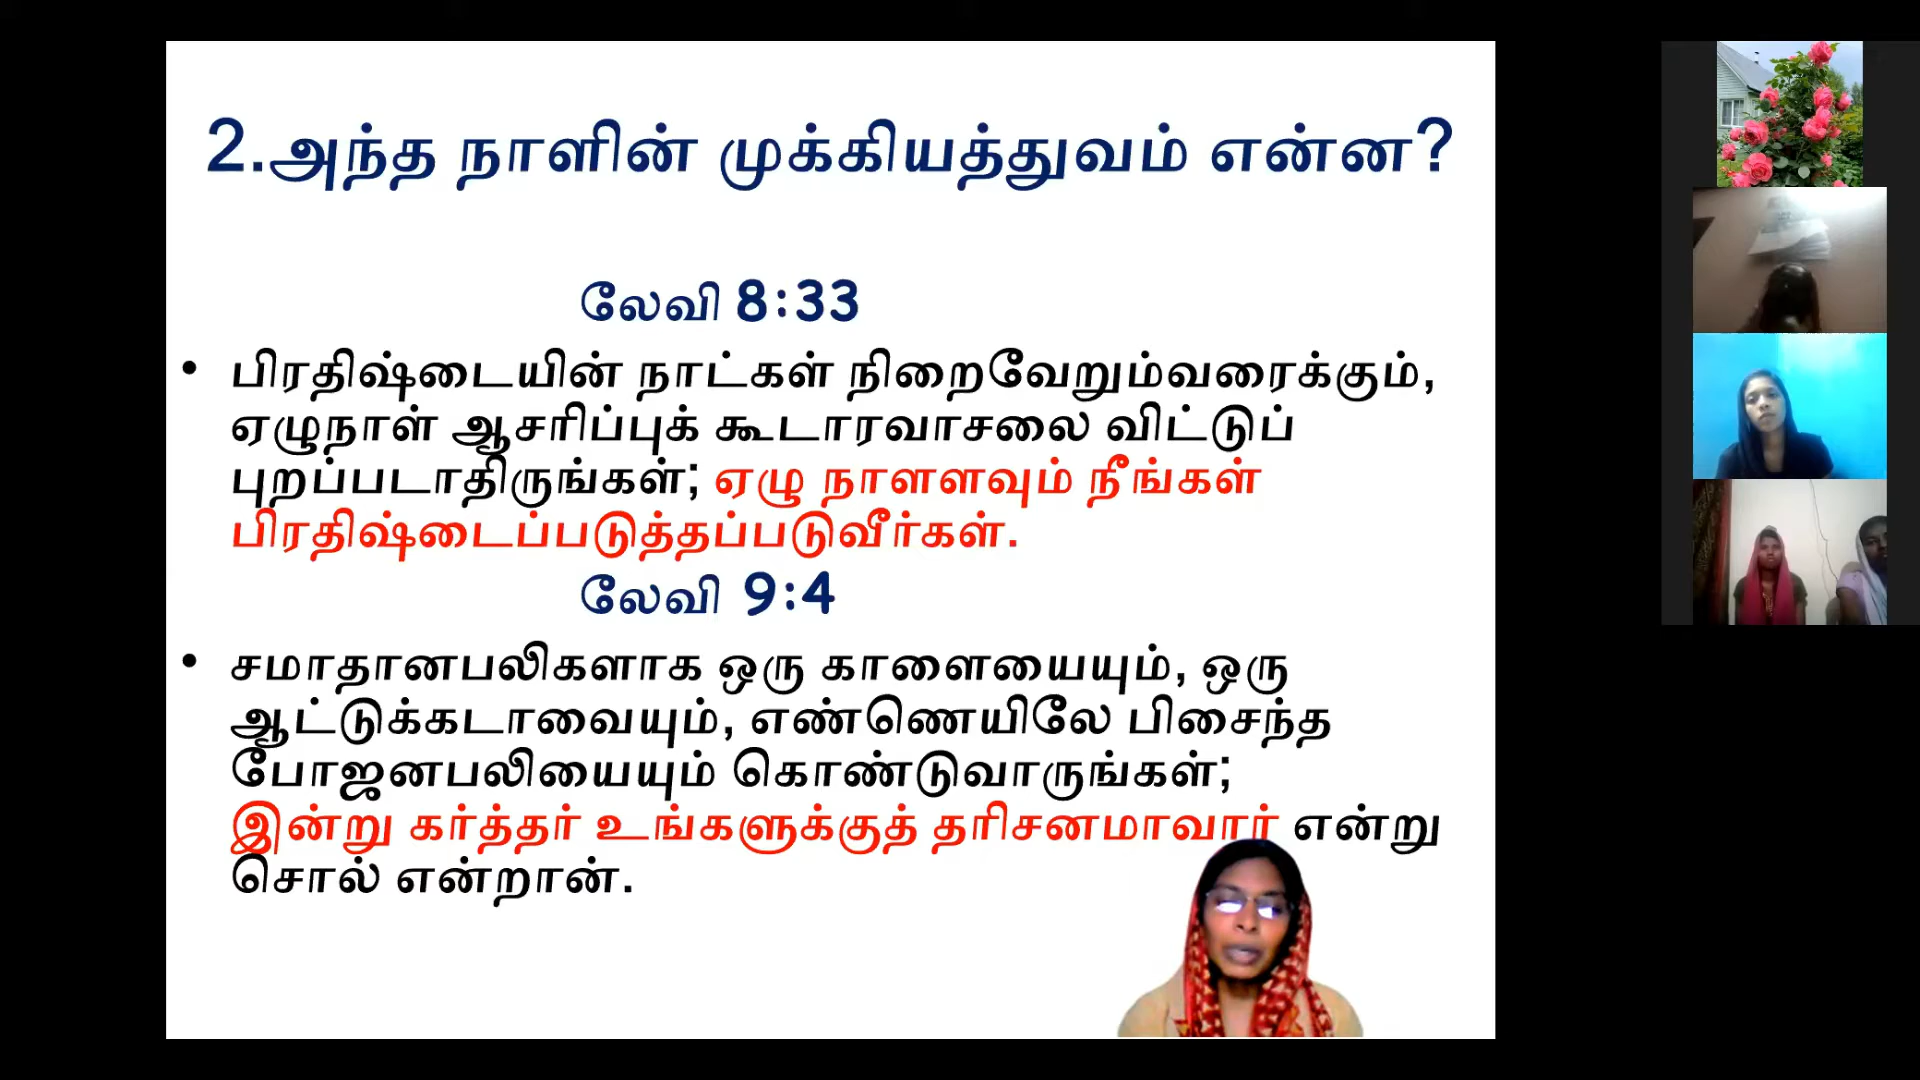 2.அந்த நாளின் முக்கியத்துவம் என்ன?
லேவி 8:33
• பிரதிஷ்டையின் நாட்கள் நிறைவேறும்வரைக்கும்,
ஏழுநாள் ஆசரிப்புக் கூடாரவாசலை விட்டுப்
புறப்படாதிருங்கள்; ஏழு நாளளவும் நீங்கள்
பிரதிஷ்டைப்படுத்தப்படுவீர்கள்.
லேவி 9:4
• சமாதானபலிகளாக ஒரு காளையையும், ஒரு
ஆட்டுக்கடாவையும், எண்ணெயிலே பிசைந்த
போஜனபலியையும் கொண்டுவாருங்கள்;
இன்று கர்த்தர் உங்களுக்குத் தரிசனமாவார் என்று
சொல் என்றான்.